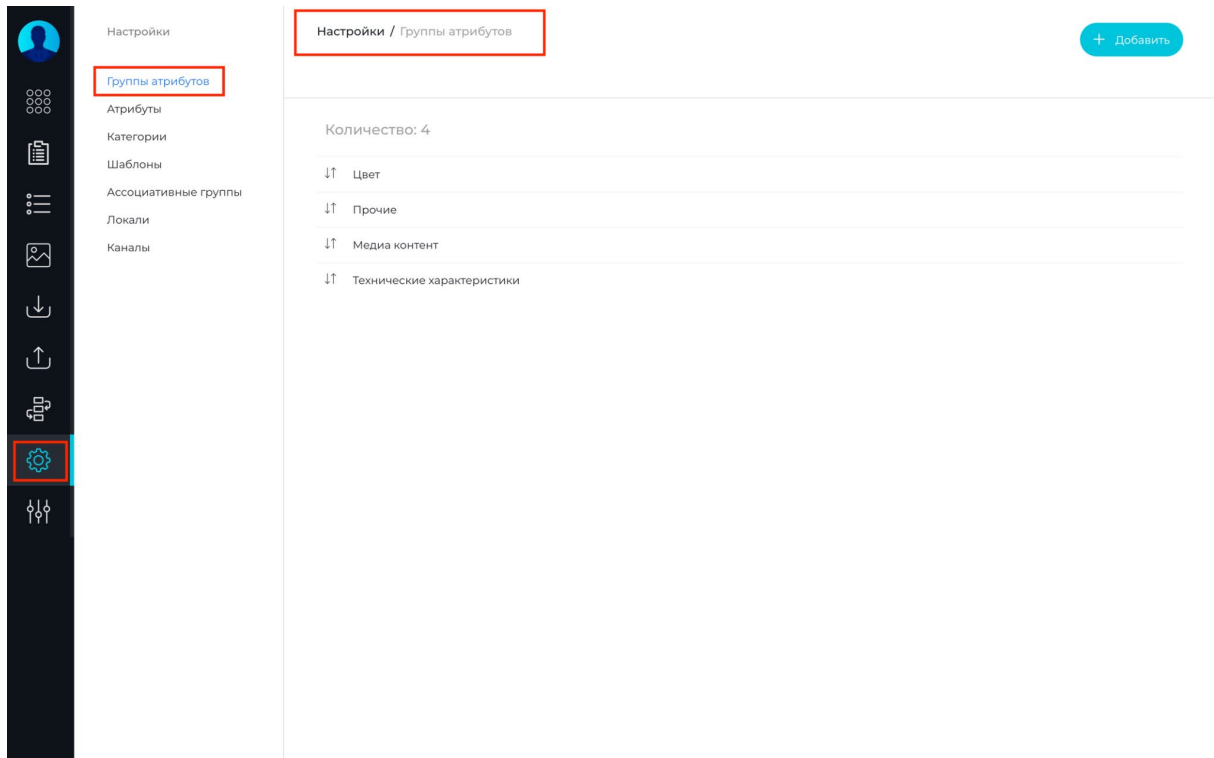 Настройки
Группы атрибутов
Атрибуты
Категории
Шаблоны
Ассоциативные группы
Локали
Каналы
Настройки / Группы атрибутов
+ Добавить
Количество: 4
Цвет
Прочие
Медиа контент
Технические характеристики